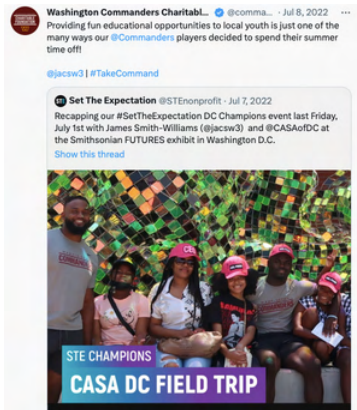 Washington Commanders Charitabl... @comma... · Jul 8, 2022 ...
Providing fun educational opportunities to local youth is just one of the
many ways our @Commanders players decided to spend their summer
time off!
@jacsw3 | #TakeCommand
STE Set The Expectation @STEnonprofit · Jul 7, 2022
Recapping our #SetTheExpectation DC Champions event last Friday,
July 1st with James Smith-Williams (@jacsw3) and @CASAofDC at
the Smithsonian FUTURES exhibit in Washington D.C.
Show this thread
STE CHAMPIONS
CASA DC FIELD TRIP